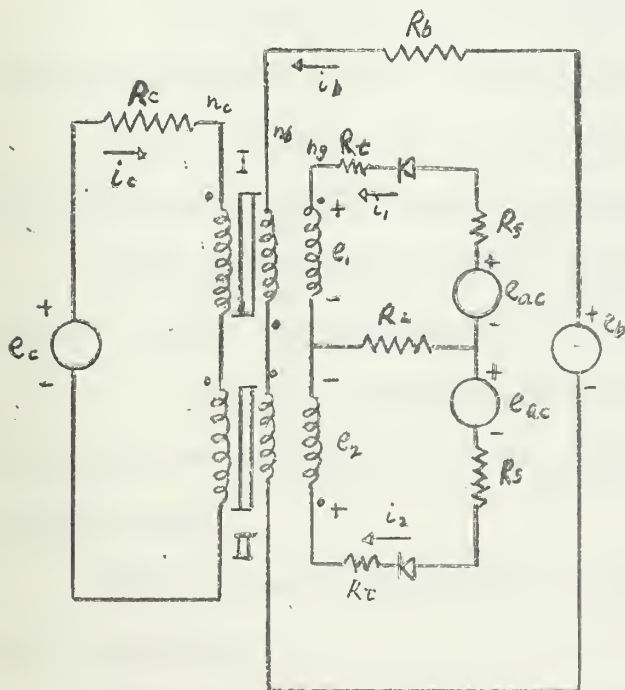 Rb
ib
Rc
nc
ic
I
nb
ng
Rt
i1
Rs
+
e1
-
+
eac
-
RL
+
ec
-
+
eb
-
+
eac
-
-
e2
+
Rs
II
i2
Rt